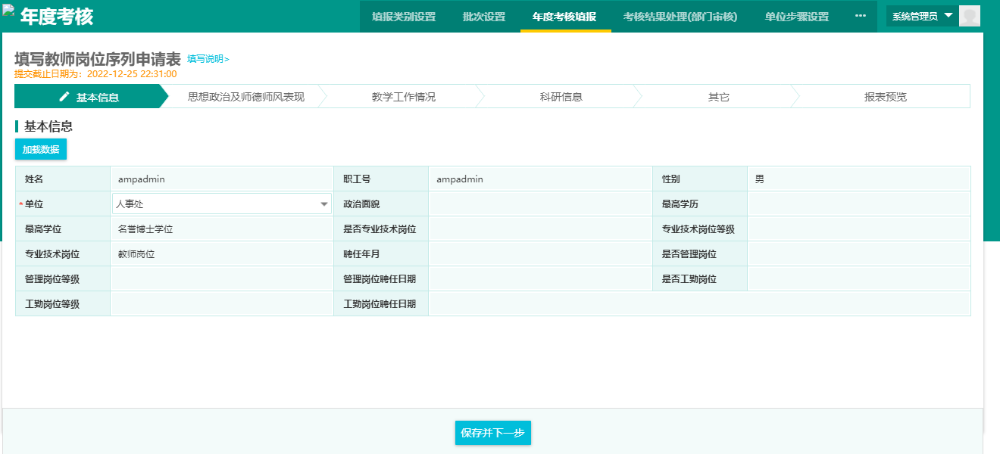 年度考核
填报类别设置 批次设置 年度考核填报 考核结果处理(部门审核) 单位步骤设置 ··· 系统管理员
填写教师岗位序列申请表 填写说明>
提交截止日期为：2022-12-25 22:31:00
基本信息 思想政治及师德师风表现 教学工作情况 科研信息 其它 报表预览
基本信息
加载数据
姓名 ampadmin 职工号 ampadmin 性别 男
*单位 人事处 政治面貌 最高学历
最高学位 名誉博士学位 是否专业技术岗位 专业技术岗位等级
专业技术岗位 教师岗位 聘任年月 是否管理岗位
管理岗位等级 管理岗位聘任日期 是否工勤岗位
工勤岗位等级 工勤岗位聘任日期
保存并下一步